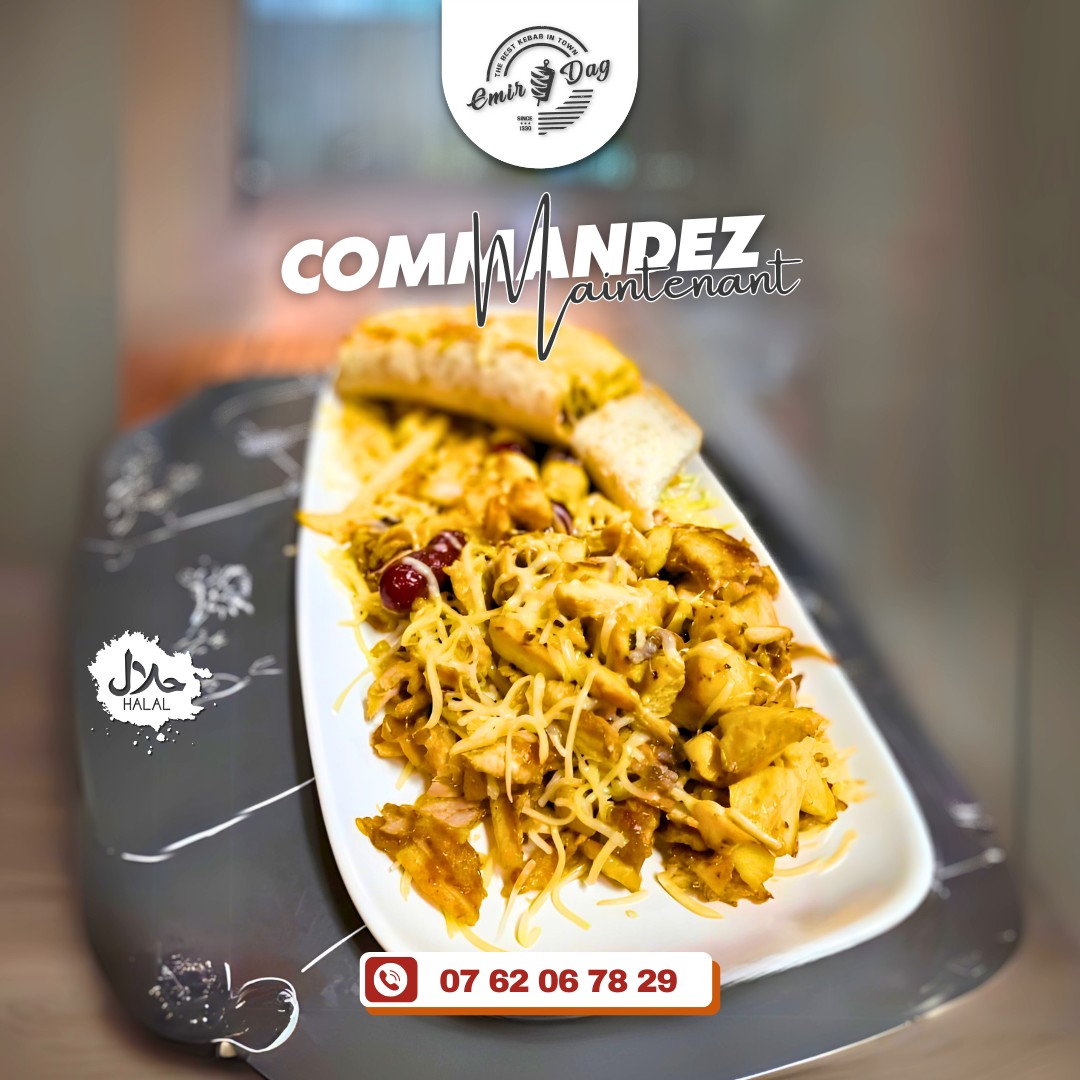 THE BEST KEBAB IN TOWN
Emir Dag
SINCE
1990
COMMANDEZ
Maintenant
حلال
HALAL
07 62 06 78 29